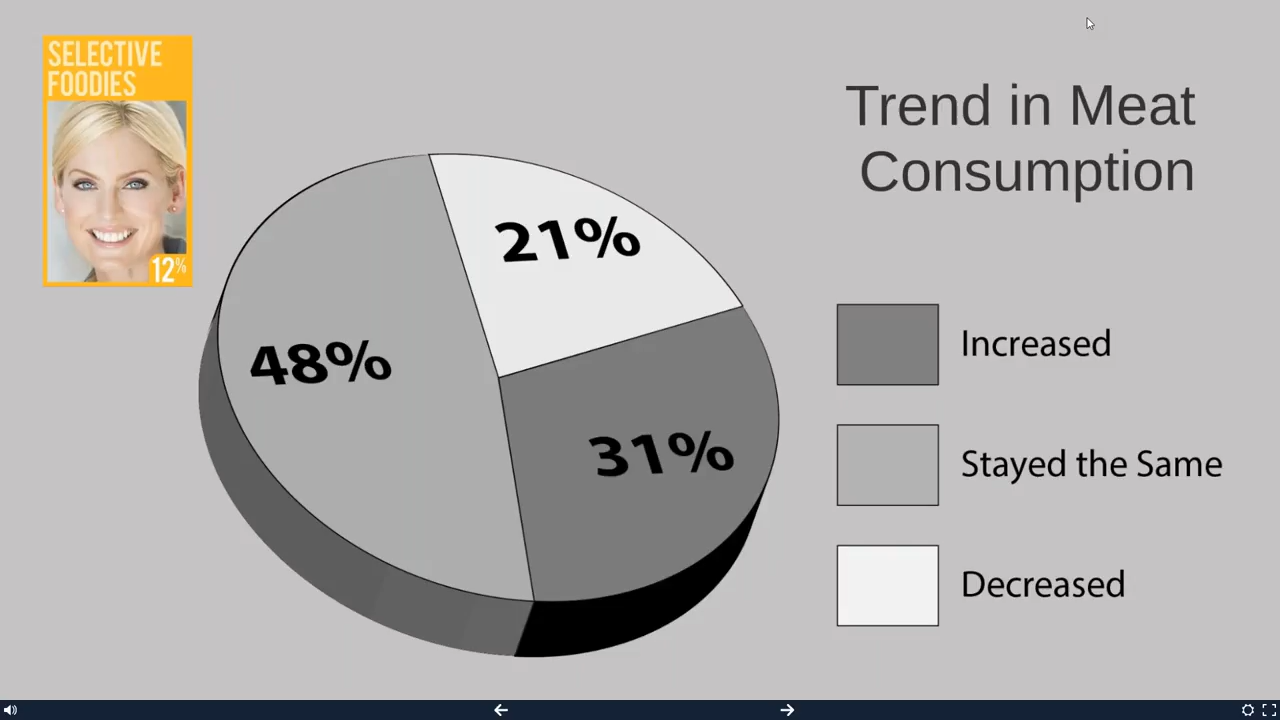 SELECTIVE
FOODIES
12%
Trend in Meat
Consumption
21%
48%
31%
Increased
Stayed the Same
Decreased